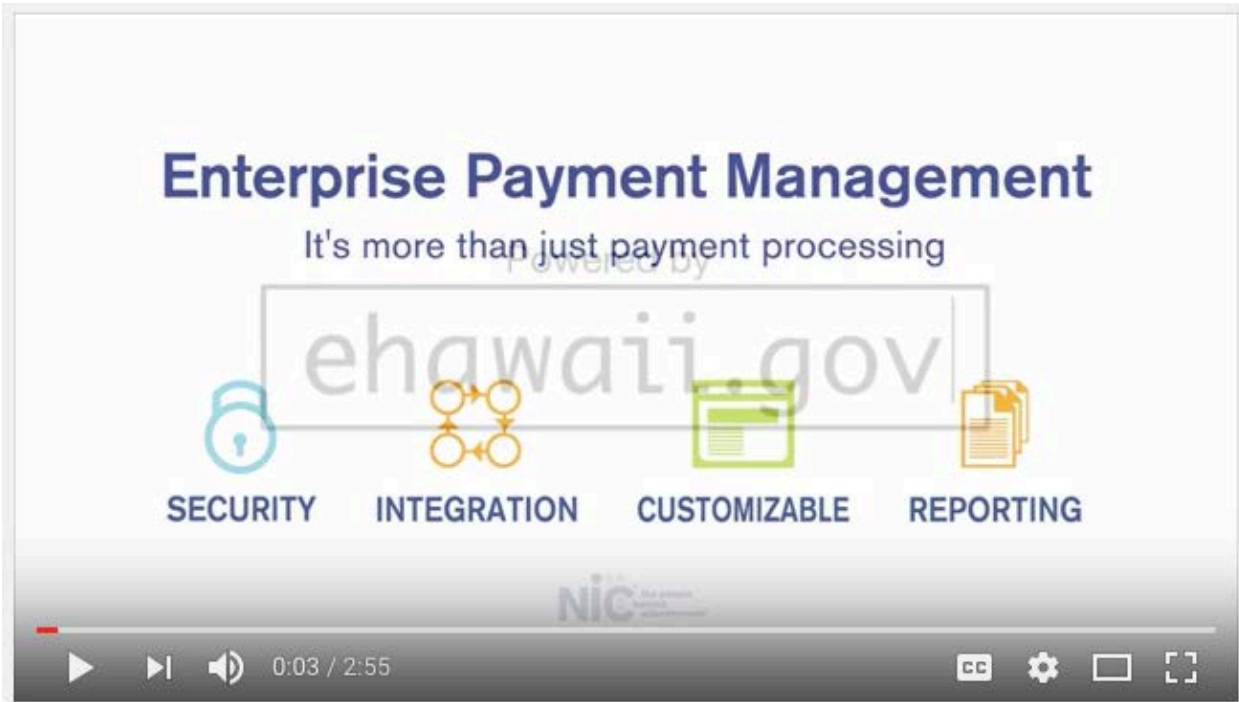 Enterprise Payment Management
It's more than just payment processing
Powered by
ehawaii.gov
SECURITY INTEGRATION CUSTOMIZABLE REPORTING
NIC
0:03 / 2:55 CC